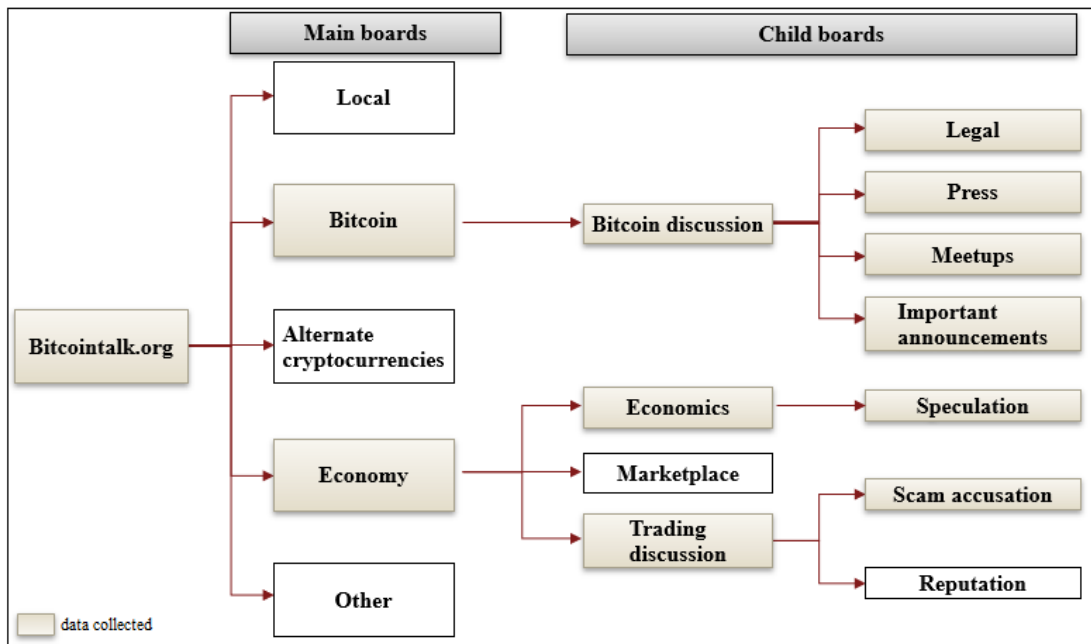 Main boards
Child boards
Local
Legal
Press
Bitcoin
Bitcoin discussion
Meetups
Important
announcements
Bitcointalk.org
Alternate
cryptocurrencies
Economics
Speculation
Economy
Marketplace
Scam accusation
Trading
discussion
Reputation
Other
data collected